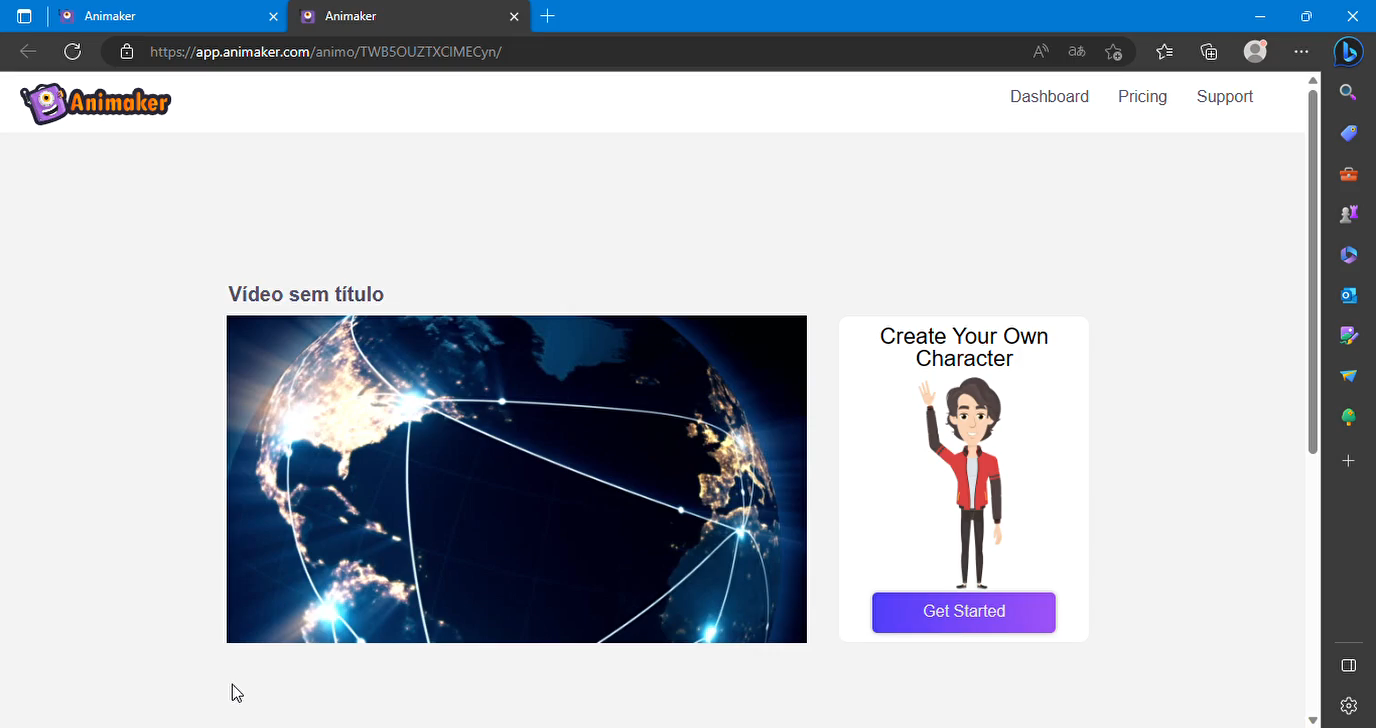 Animaker
Animaker
https://app.animaker.com/animo/TWB5OUZTXCIMECyn/
Animaker
Dashboard
Pricing
Support
Vídeo sem título
Create Your Own
Character
Get Started